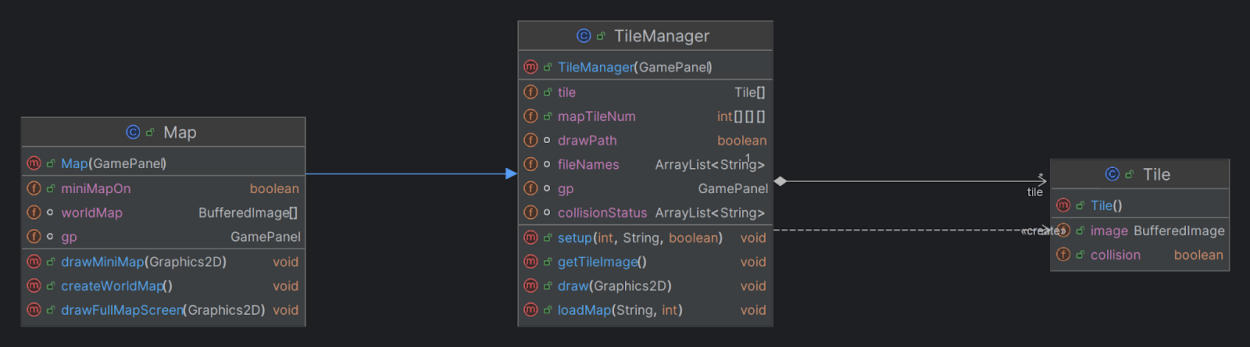 Map
Map(GamePanel)
miniMapOn boolean
worldMap BufferedImage[]
gp GamePanel
drawMiniMap(Graphics2D) void
createWorldMap() void
drawFullMapScreen(Graphics2D) void
TileManager
TileManager(GamePanel)
tile Tile[]
mapTileNum int[][][]
drawPath boolean
1
fileNames ArrayList<String>
gp GamePanel
collisionStatus ArrayList<String>
setup(int, String, boolean) void
getTileImage() void
draw(Graphics2D) void
loadMap(String, int) void
*
tile
«create»
Tile
Tile()
image BufferedImage
collision boolean